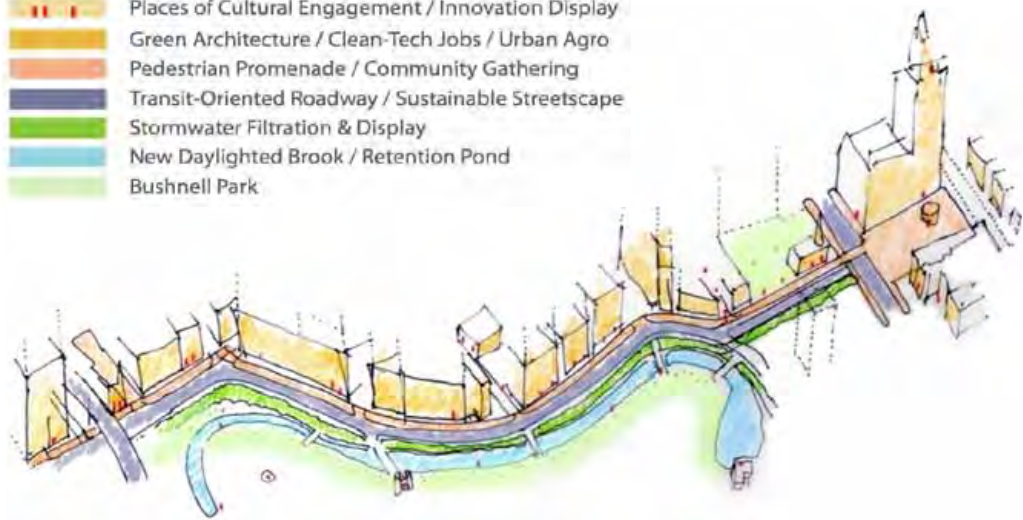 Places of Cultural Engagement / Innovation Display
Green Architecture / Clean-Tech Jobs / Urban Agro
Pedestrian Promenade / Community Gathering
Transit-Oriented Roadway / Sustainable Streetscape
Stormwater Filtration & Display
New Daylighted Brook / Retention Pond
Bushnell Park